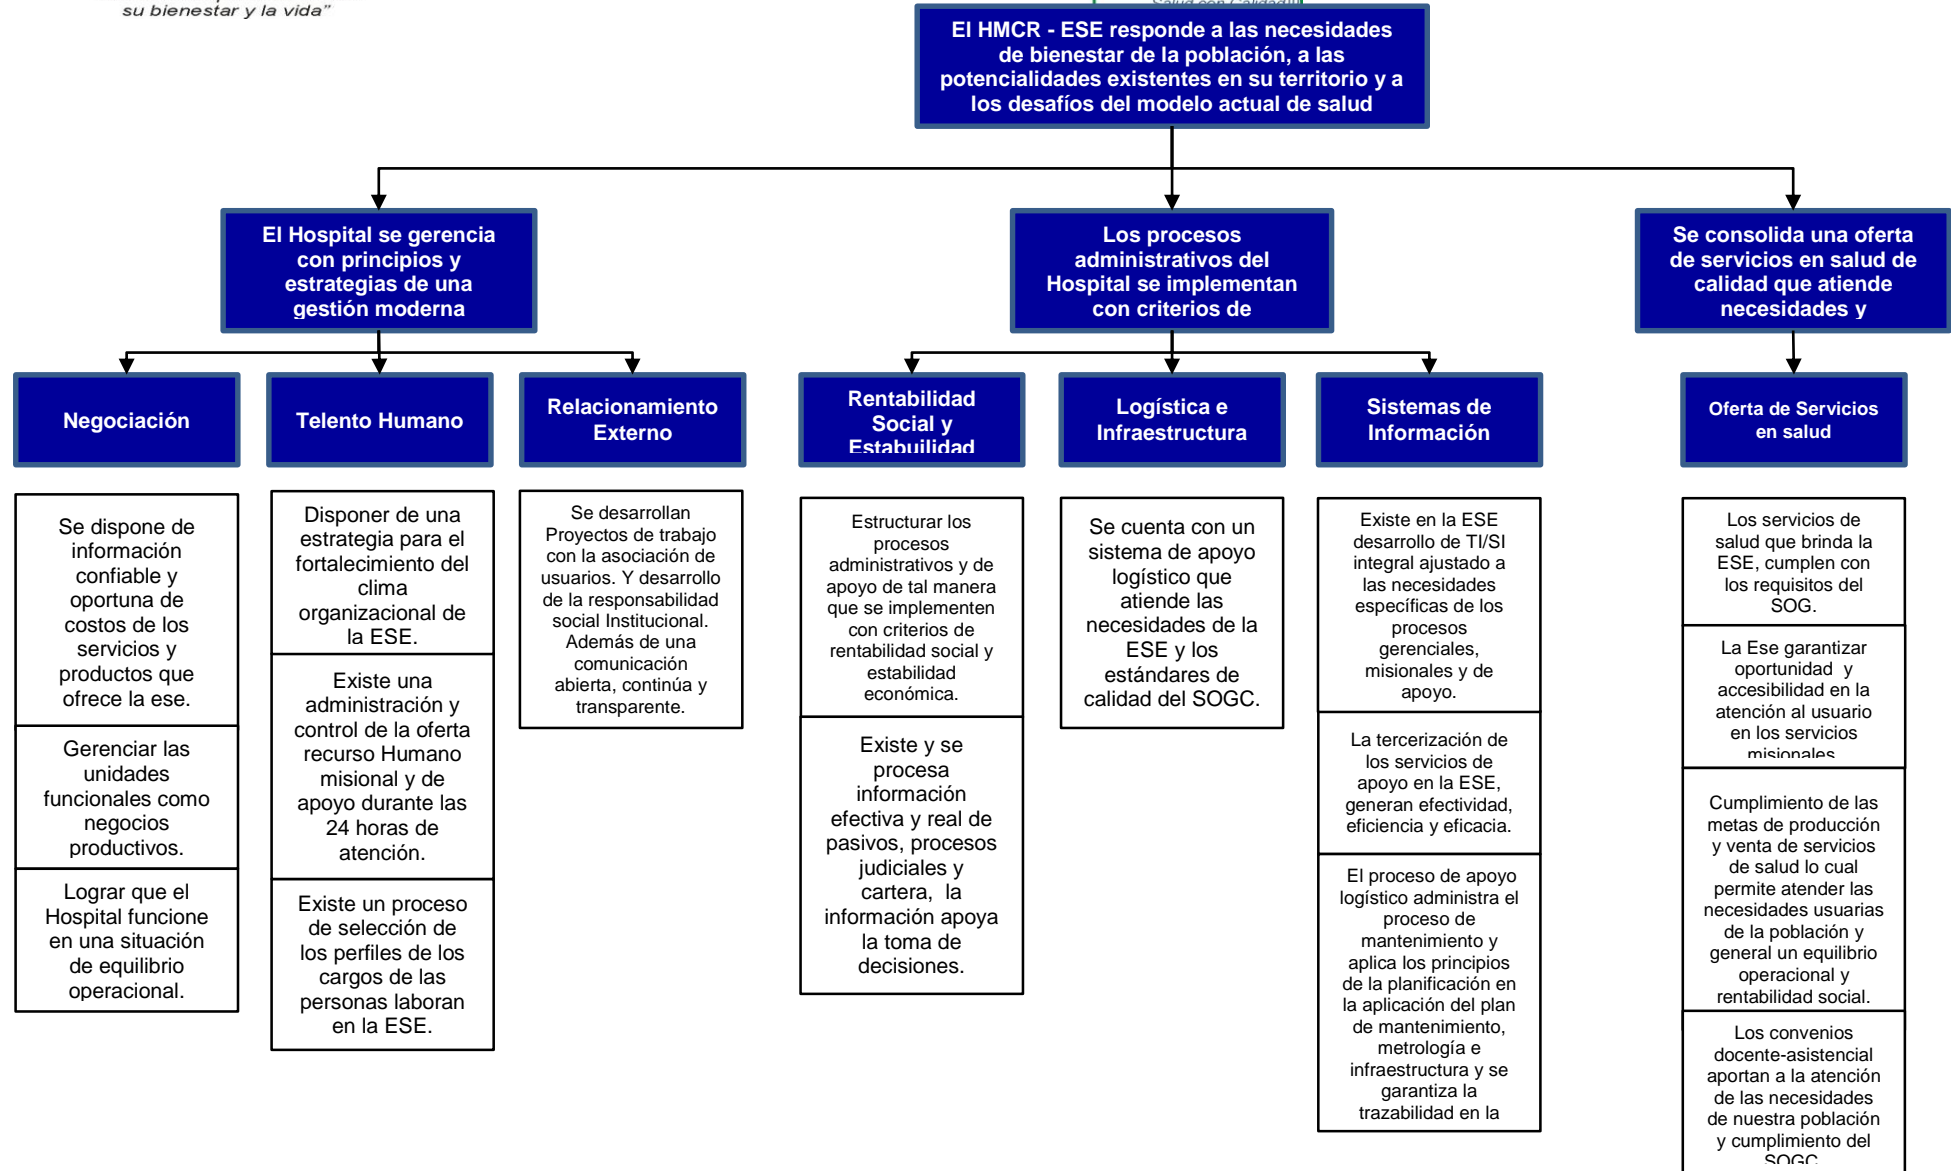 su bienestar y la vida”
Salud con Calidad!!!
El HMCR - ESE responde a las necesidades
de bienestar de la población, a las
potencialidades existentes en su territorio y a
los desafíos del modelo actual de salud
El Hospital se gerencia
con principios y
estrategias de una
gestión moderna
Los procesos
administrativos del
Hospital se implementan
con criterios de
Se consolida una oferta
de servicios en salud de
calidad que atiende
necesidades y
Negociación
Telento Humano
Relacionamiento
Externo
Rentabilidad
Social y
Estabuilidad
Logística e
Infraestructura
Sistemas de
Información
Oferta de Servicios
en salud
Se dispone de
información
confiable y
oportuna de
costos de los
servicios y
productos que
ofrece la ese.
Gerenciar las
unidades
funcionales como
negocios
productivos.
Lograr que el
Hospital funcione
en una situación
de equilibrio
operacional.
Disponer de una
estrategia para el
fortalecimiento del
clima
organizacional de
la ESE.
Existe una
administración y
control de la oferta
recurso Humano
misional y de
apoyo durante las
24 horas de
atención.
Existe un proceso
de selección de
los perfiles de los
cargos de las
personas laboran
en la ESE.
Se desarrollan
Proyectos de trabajo
con la asociación de
usuarios. Y desarrollo
de la responsabilidad
social Institucional.
Además de una
comunicación
abierta, continúa y
transparente.
Estructurar los
procesos
administrativos y de
apoyo de tal manera
que se implementen
con criterios de
rentabilidad social y
estabilidad
económica.
Existe y se
procesa
información
efectiva y real de
pasivos, procesos
judiciales y
cartera, la
información apoya
la toma de
decisiones.
Se cuenta con un
sistema de apoyo
logístico que
atiende las
necesidades de la
ESE y los
estándares de
calidad del SOGC.
Existe en la ESE
desarrollo de TI/SI
integral ajustado a
las necesidades
específicas de los
procesos
gerenciales,
misionales y de
apoyo.
La tercerización de
los servicios de
apoyo en la ESE,
generan efectividad,
eficiencia y eficacia.
El proceso de apoyo
logístico administra el
proceso de
mantenimiento y
aplica los principios
de la planificación en
la aplicación del plan
de mantenimiento,
metrología e
infraestructura y se
garantiza la
trazabilidad en la
Los servicios de
salud que brinda la
ESE, cumplen con
los requisitos del
SOG.
La Ese garantizar
oportunidad y
accesibilidad en la
atención al usuario
en los servicios
misionales
Cumplimiento de las
metas de producción
y venta de servicios
de salud lo cual
permite atender las
necesidades usuarias
de la población y
general un equilibrio
operacional y
rentabilidad social.
Los convenios
docente-asistencial
aportan a la atención
de las necesidades
de nuestra población
y cumplimiento del
SOGC